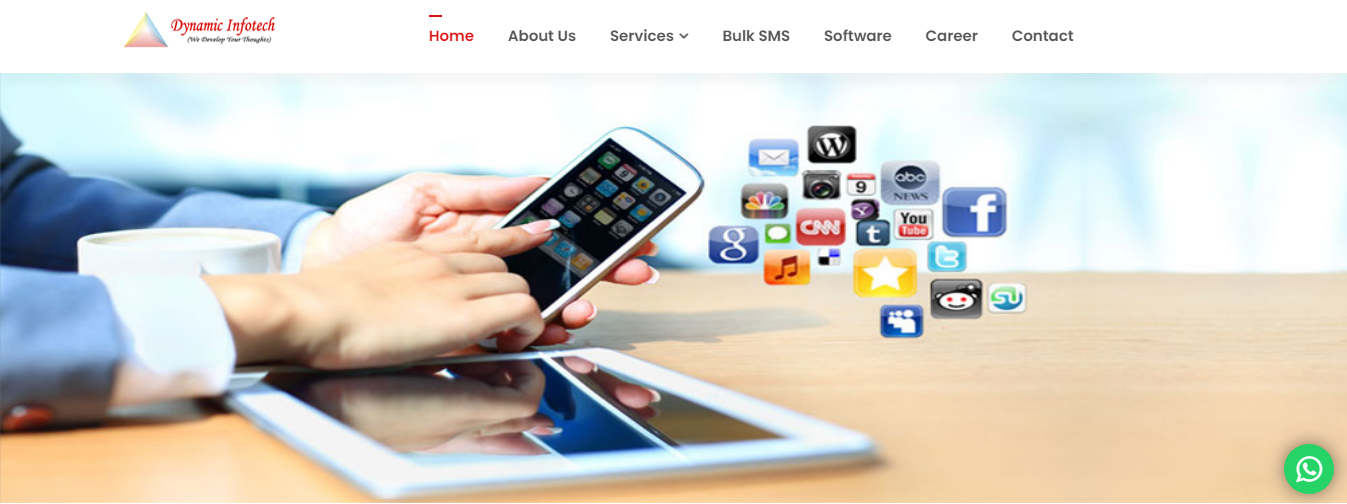 Dynamic Infotech
(We Develop Your Thoughts)
Home About Us Services Bulk SMS Software Career Contact
abc
NEWS
9
CNN
You
Tube
f
g
t
t
SU